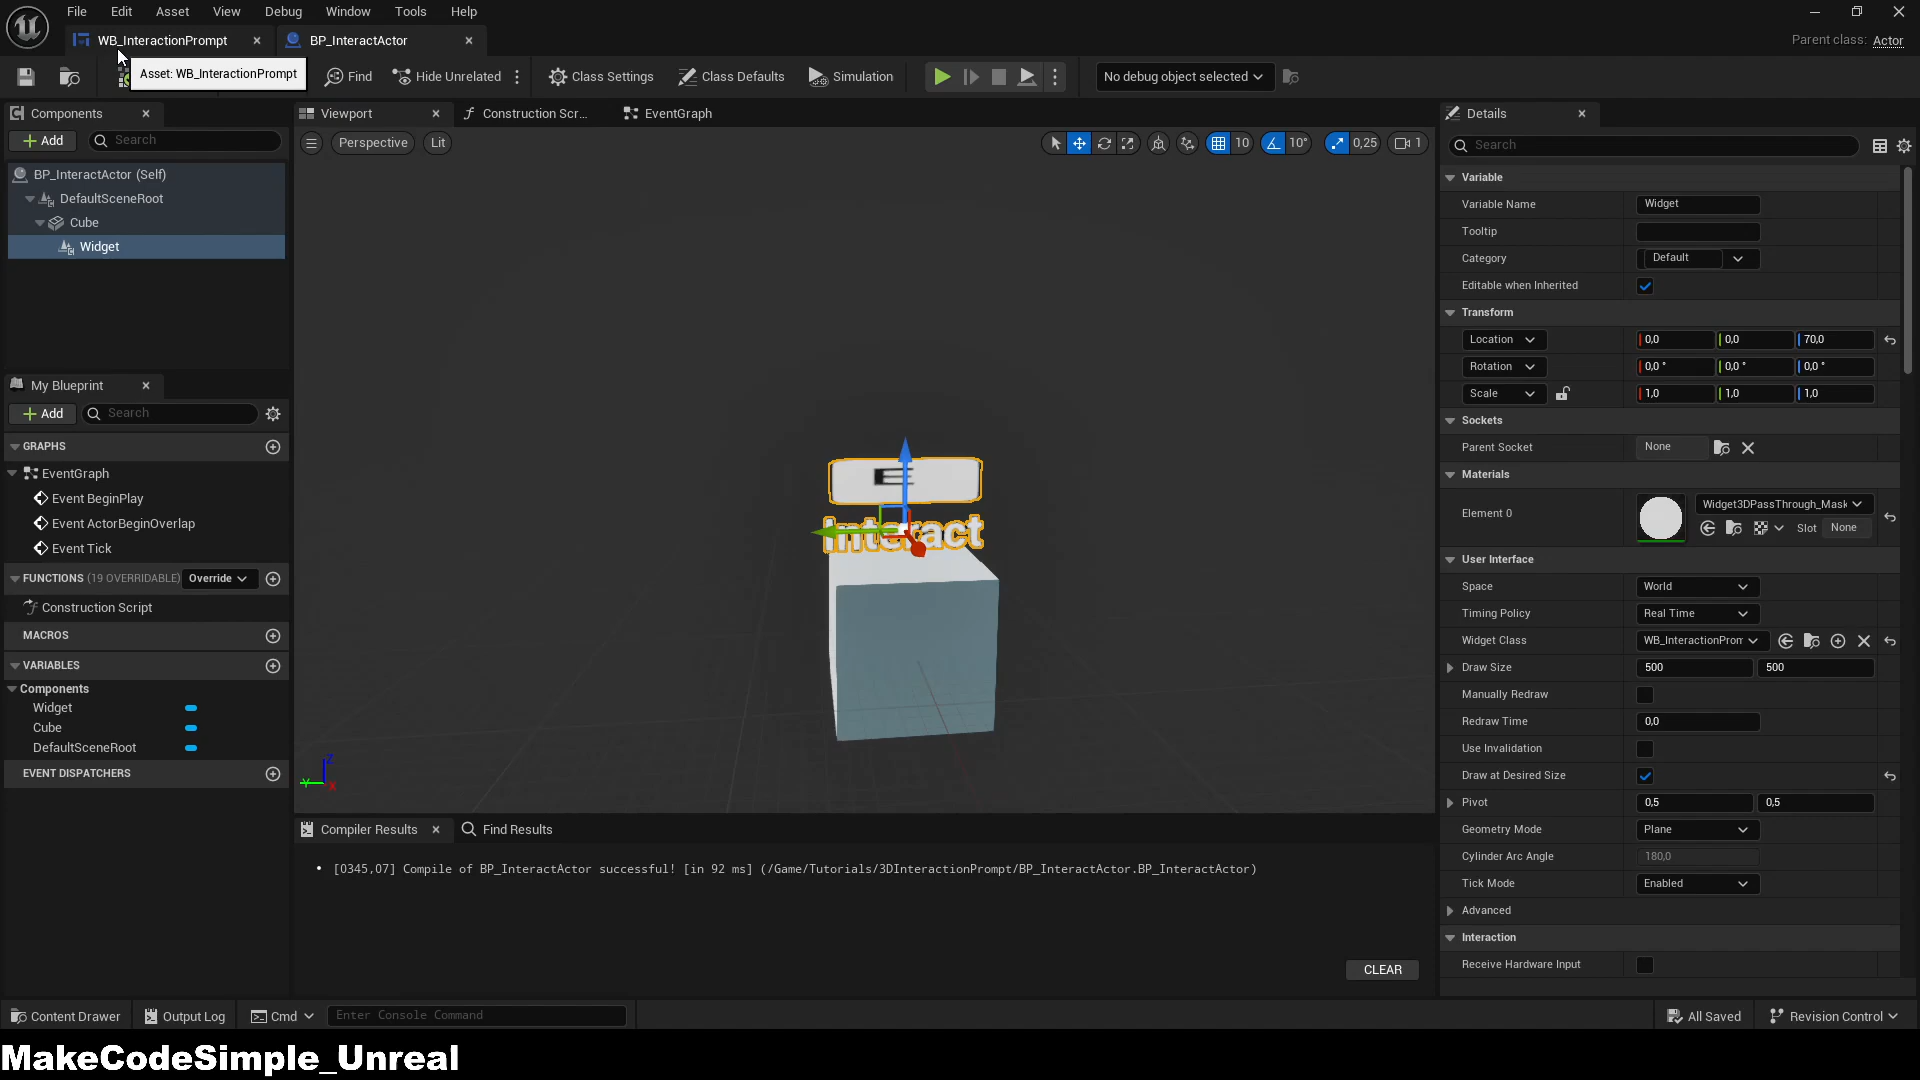 File Edit Asset View Debug Window Tools Help
WB_InteractionPrompt BP_InteractActor
Parent class: Actor
Asset: WB_InteractionPrompt
Find Hide Unrelated Class Settings Class Defaults Simulation No debug object selected
Components
Add Search
BP_InteractActor (Self)
DefaultSceneRoot
Cube
Widget
My Blueprint
Add Search
GRAPHS
EventGraph
Event BeginPlay
Event ActorBeginOverlap
Event Tick
FUNCTIONS (19 OVERRIDABLE) Override
Construction Script
MACROS
VARIABLES
Components
Widget
Cube
DefaultSceneRoot
EVENT DISPATCHERS
Viewport Construction Scr... EventGraph
Perspective Lit 10 10° 0,25 1
E
Interact
Z
Y
X
Compiler Results Find Results
• [0345,07] Compile of BP_InteractActor successful! [in 92 ms] (/Game/Tutorials/3DInteractionPrompt/BP_InteractActor.BP_InteractActor)
CLEAR
Details
Search
Variable
Variable Name Widget
Tooltip
Category Default
Editable when Inherited
Transform
Location 0,0 0,0 70,0
Rotation 0,0 ° 0,0 ° 0,0 °
Scale 1,0 1,0 1,0
Sockets
Parent Socket None
Materials
Element 0 Widget3DPassThrough_Mask
Slot None
User Interface
Space World
Timing Policy Real Time
Widget Class WB_InteractionProm
Draw Size 500 500
Manually Redraw
Redraw Time 0,0
Use Invalidation
Draw at Desired Size
Pivot 0,5 0,5
Geometry Mode Plane
Cylinder Arc Angle 180,0
Tick Mode Enabled
Advanced
Interaction
Receive Hardware Input
Content Drawer Output Log Cmd Enter Console Command All Saved Revision Control
MakeCodeSimple_Unreal